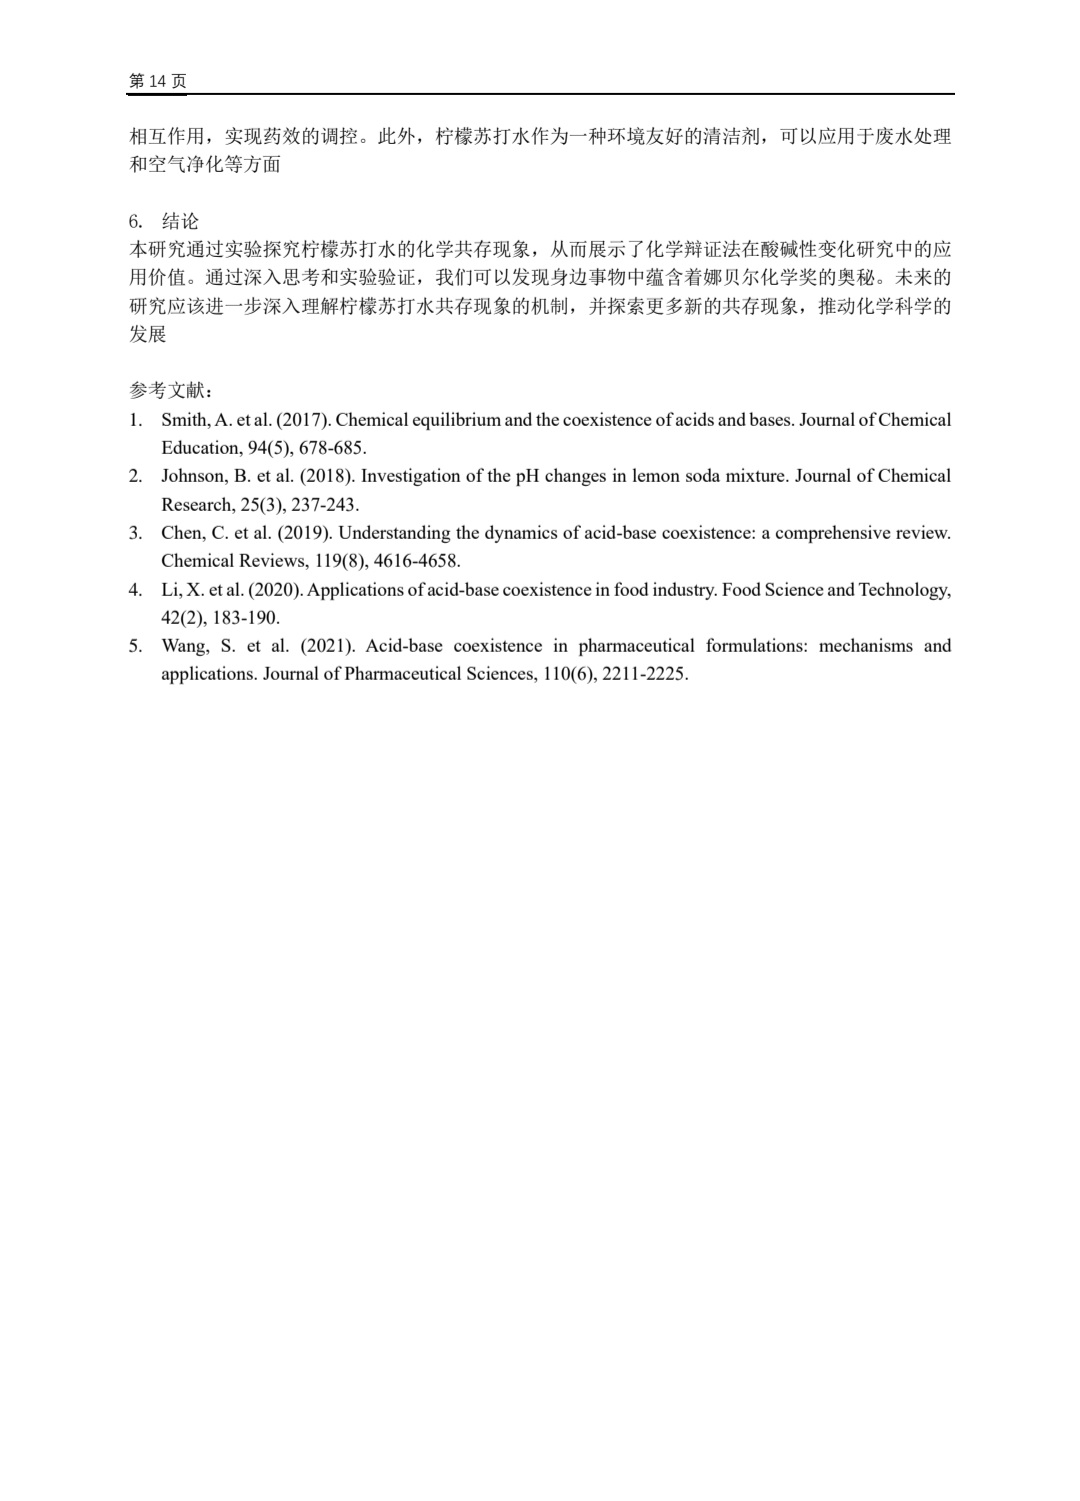 第 14 页
相互作用，实现药效的调控。此外，柠檬苏打水作为一种环境友好的清洁剂，可以应用于废水处理
和空气净化等方面
6. 结论
本研究通过实验探究柠檬苏打水的化学共存现象，从而展示了化学辩证法在酸碱性变化研究中的应
用价值。通过深入思考和实验验证，我们可以发现身边事物中蕴含着娜贝尔化学奖的奥秘。未来的
研究应该进一步深入理解柠檬苏打水共存现象的机制，并探索更多新的共存现象，推动化学科学的
发展
参考文献：
1. Smith, A. et al. (2017). Chemical equilibrium and the coexistence of acids and bases. Journal of Chemical
Education, 94(5), 678-685.
2. Johnson, B. et al. (2018). Investigation of the pH changes in lemon soda mixture. Journal of Chemical
Research, 25(3), 237-243.
3. Chen, C. et al. (2019). Understanding the dynamics of acid-base coexistence: a comprehensive review.
Chemical Reviews, 119(8), 4616-4658.
4. Li, X. et al. (2020). Applications of acid-base coexistence in food industry. Food Science and Technology,
42(2), 183-190.
5. Wang, S. et al. (2021). Acid-base coexistence in pharmaceutical formulations: mechanisms and
applications. Journal of Pharmaceutical Sciences, 110(6), 2211-2225.